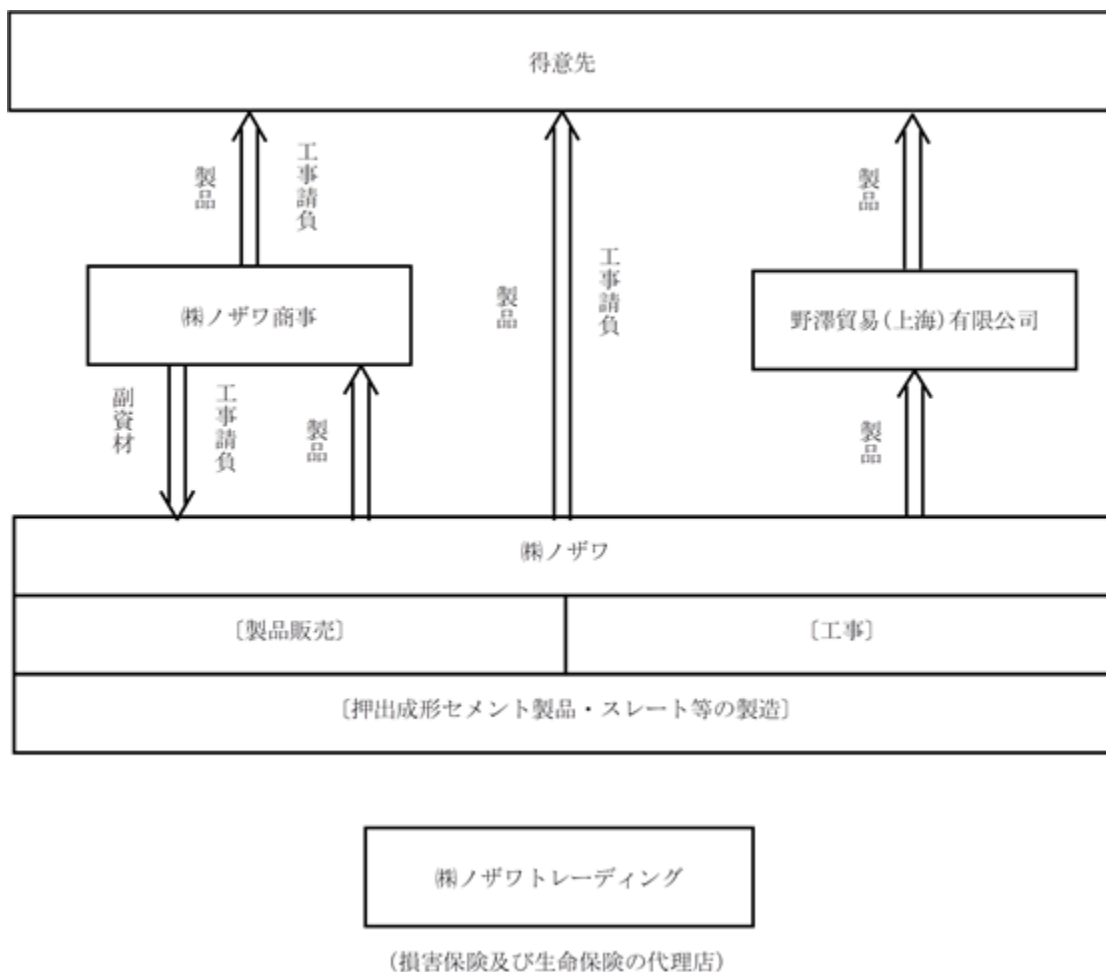 得意先
製品
工事請負
製品
工事請負
製品
㈱ノザワ商事
野澤貿易(上海)有限公司
副資材
工事請負
製品
製品
㈱ノザワ
〔製品販売〕
〔工事〕
〔押出成形セメント製品・スレート等の製造〕
㈱ノザワトレーディング
(損害保険及び生命保険の代理店)